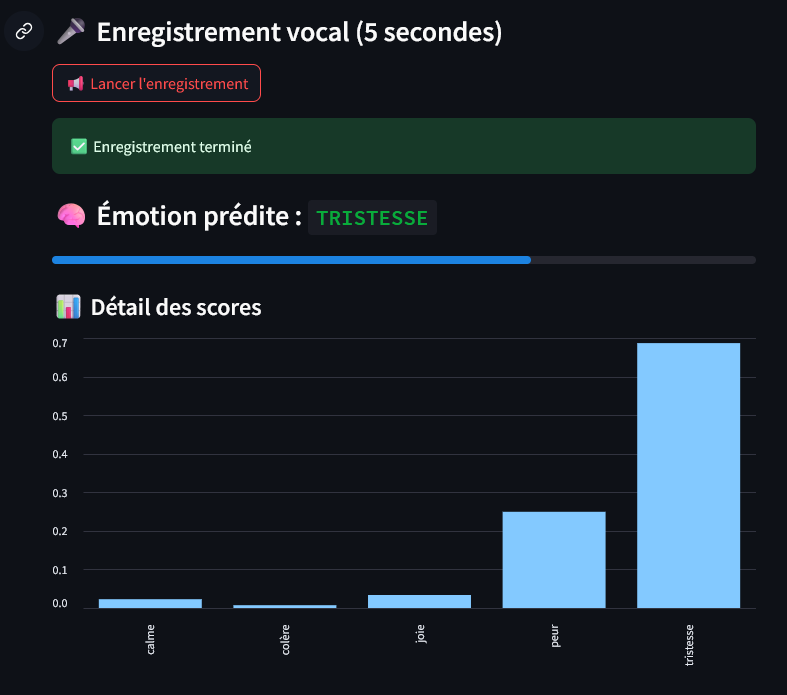 Enregistrement vocal (5 secondes)
Lancer l'enregistrement
Enregistrement terminé
Émotion prédite : TRISTESSE
Détail des scores
0.7
0.6
0.5
0.4
0.3
0.2
0.1
0.0
calme
colère
joie
peur
tristesse